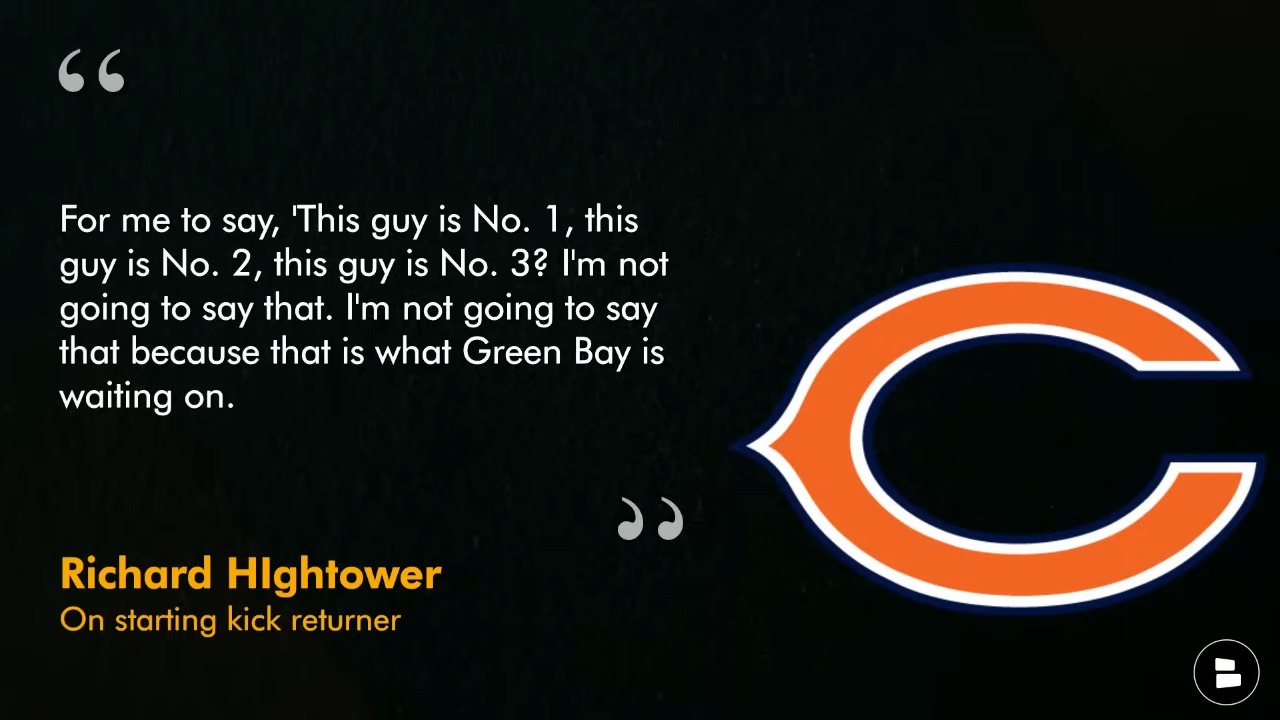 “
For me to say, 'This guy is No. 1, this
guy is No. 2, this guy is No. 3? I'm not
going to say that. I'm not going to say
that because that is what Green Bay is
waiting on.
”
Richard HIghtower
On starting kick returner